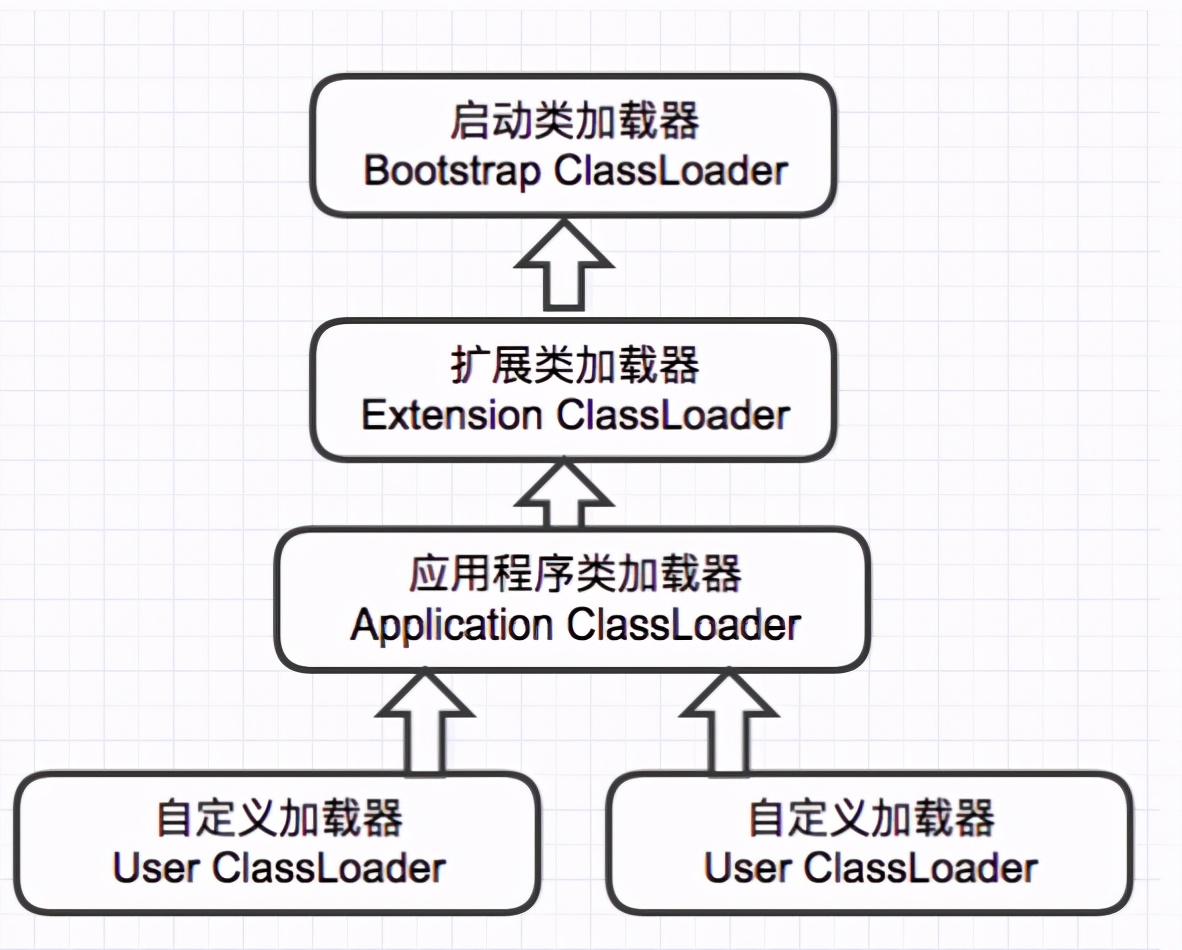 启动类加载器
Bootstrap ClassLoader
扩展类加载器
Extension ClassLoader
应用程序类加载器
Application ClassLoader
自定义加载器
User ClassLoader
自定义加载器
User ClassLoader